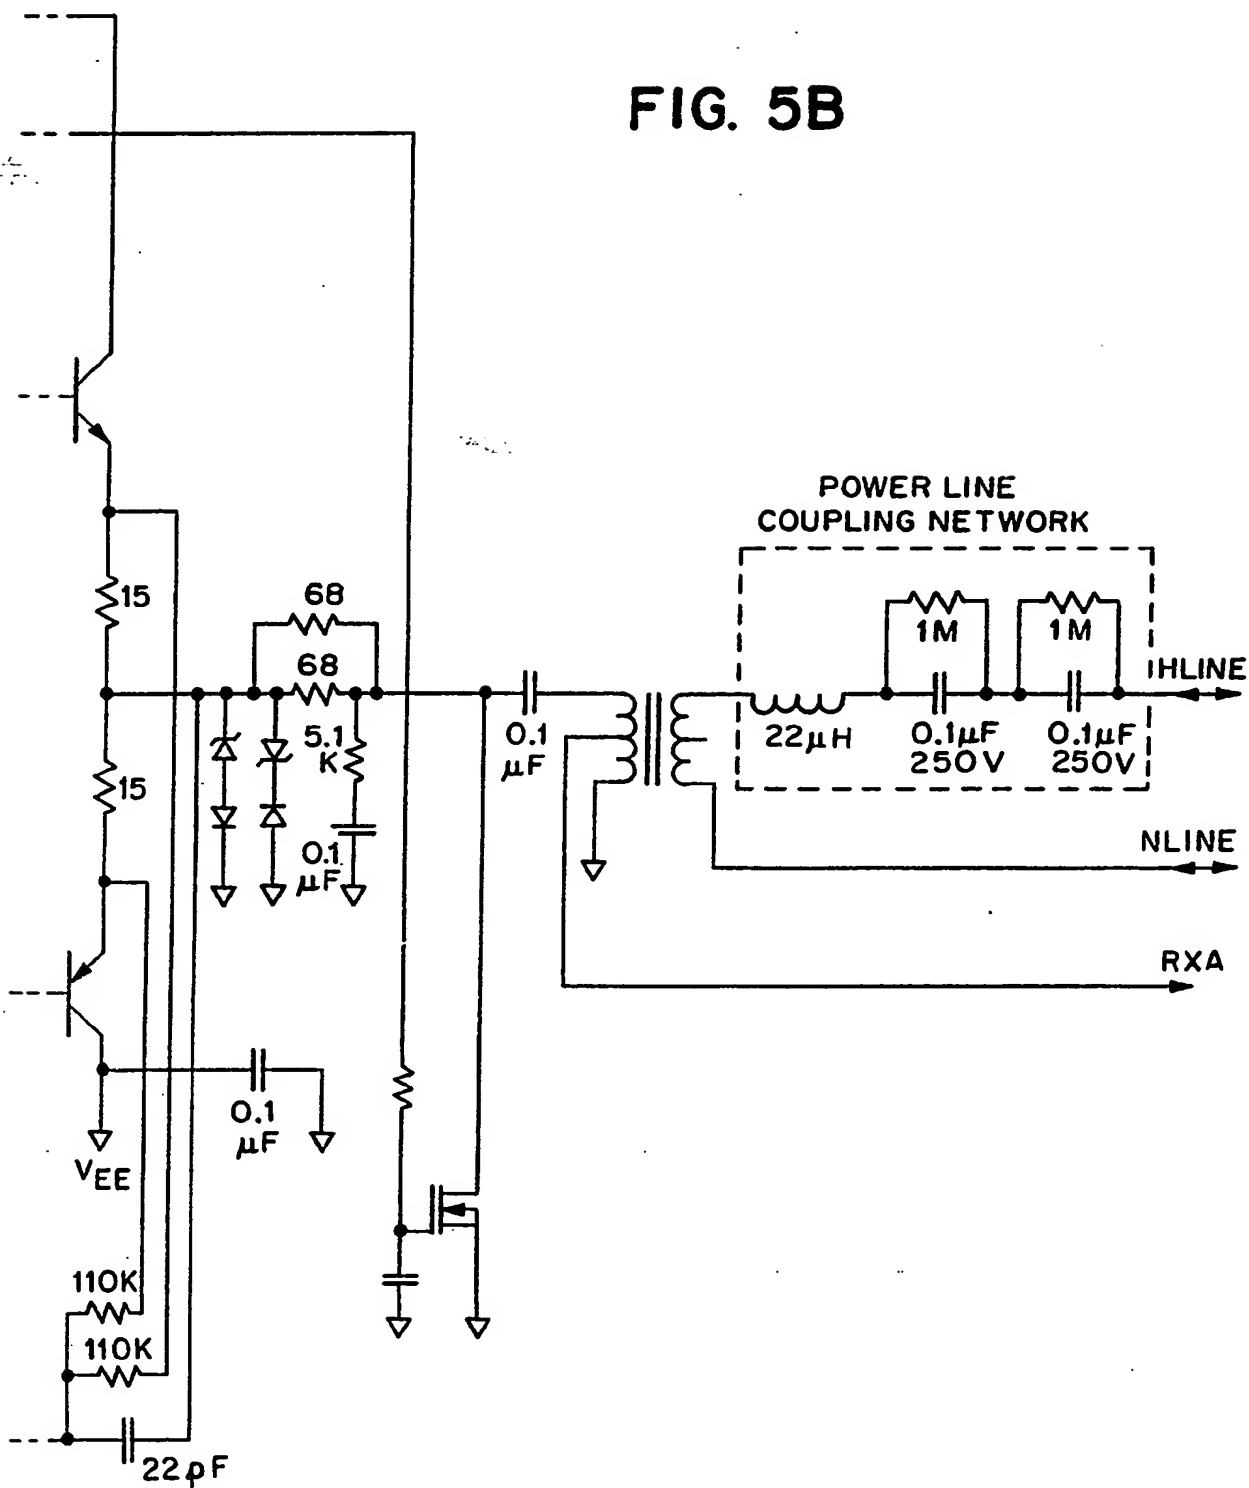 FIG. 5B
POWER LINE
COUPLING NETWORK
15
68
68
1M
1M
HLINE
5.1
K
0.1
μF
22μH
0.1μF
250V
0.1μF
250V
15
0.1
μF
NLINE
RXA
0.1
μF
VEE
110K
110K
22pF